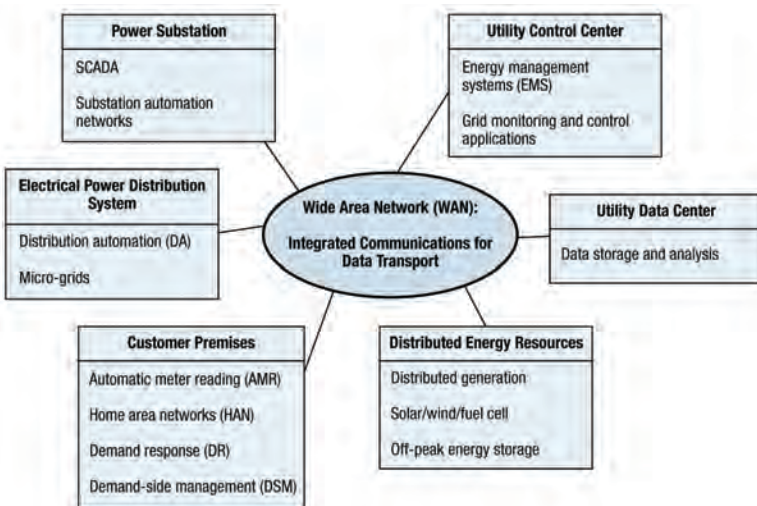 Power Substation
SCADA
Substation automation
networks
Utility Control Center
Energy management
systems (EMS)
Grid monitoring and control
applications
Electrical Power Distribution
System
Distribution automation (DA)
Micro-grids
Wide Area Network (WAN):
Integrated Communications for
Data Transport
Utility Data Center
Data storage and analysis
Customer Premises
Automatic meter reading (AMR)
Home area networks (HAN)
Demand response (DR)
Demand-side management (DSM)
Distributed Energy Resources
Distributed generation
Solar/wind/fuel cell
Off-peak energy storage